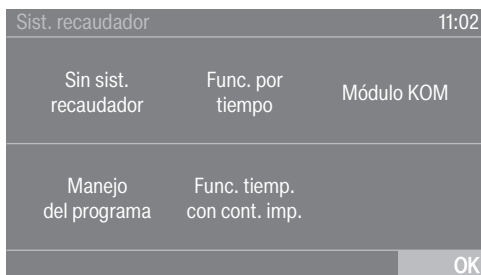 Sist. recaudador 11:02
Sin sist. Func. por Módulo KOM
recaudador tiempo
Manejo Func. tiemp.
del programa con cont. imp.
OK